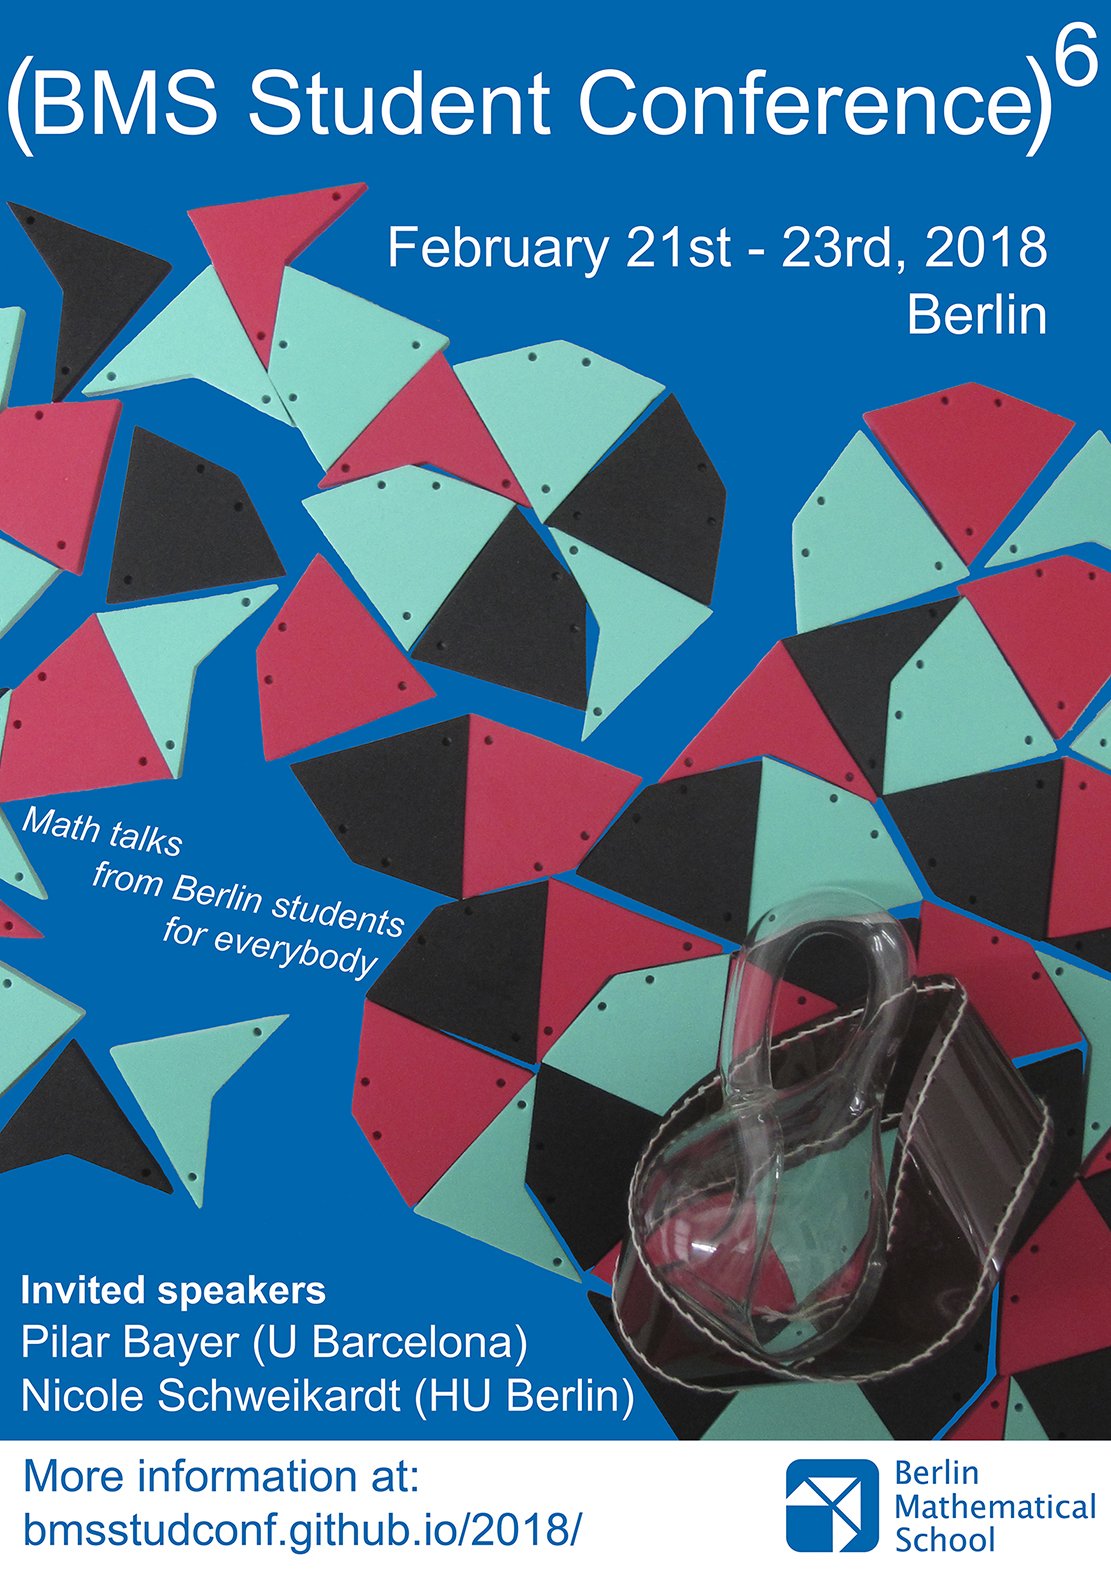 (BMS Student Conference)⁶
February 21st - 23rd, 2018
Berlin
Math talks
from Berlin students
for everybody
Invited speakers
Pilar Bayer (U Barcelona)
Nicole Schweikardt (HU Berlin)
More information at:
bmsstudconf.github.io/2018/
Berlin
Mathematical
School